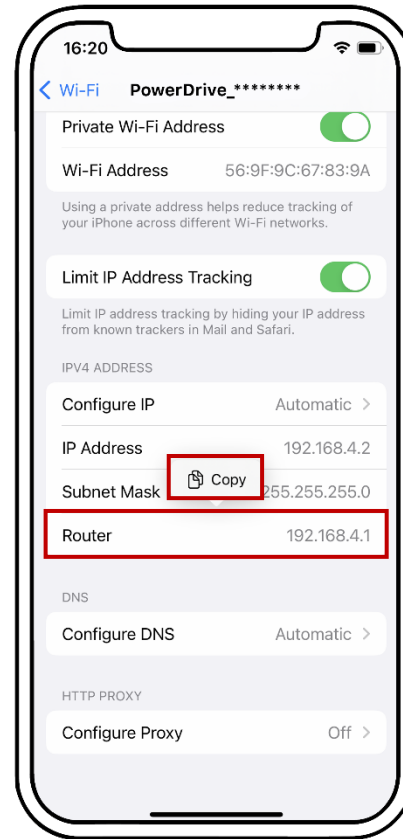 16:20
Wi-Fi PowerDrive_********
Private Wi-Fi Address
Wi-Fi Address 56:9F:9C:67:83:9A
Using a private address helps reduce tracking of
your iPhone across different Wi-Fi networks.
Limit IP Address Tracking
Limit IP address tracking by hiding your IP address
from known trackers in Mail and Safari.
IPV4 ADDRESS
Configure IP Automatic
IP Address 192.168.4.2
Copy
Subnet Mask 255.255.255.0
Router 192.168.4.1
DNS
Configure DNS Automatic
HTTP PROXY
Configure Proxy Off